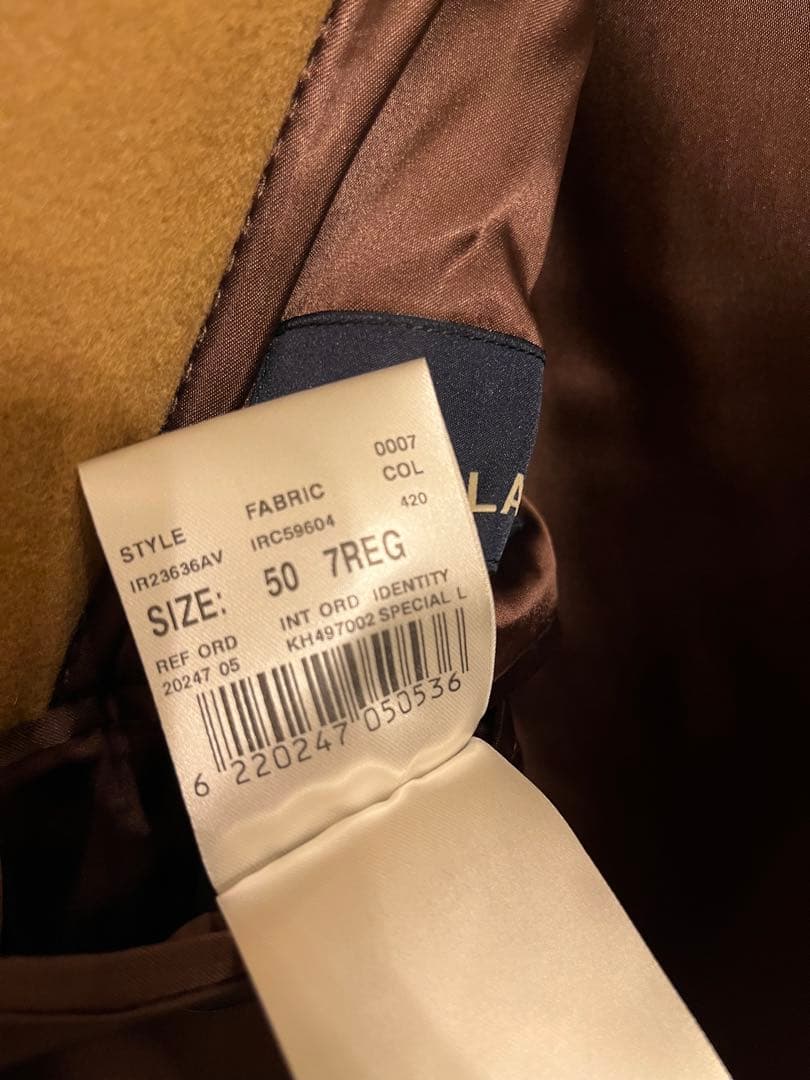 0007
STYLE FABRIC COL
IR23636AV IRC59604 420
SIZE: 50 7REG
REF ORD INT ORD IDENTITY
20247 05 KH497002 SPECIAL L
6 220247 050536
LA